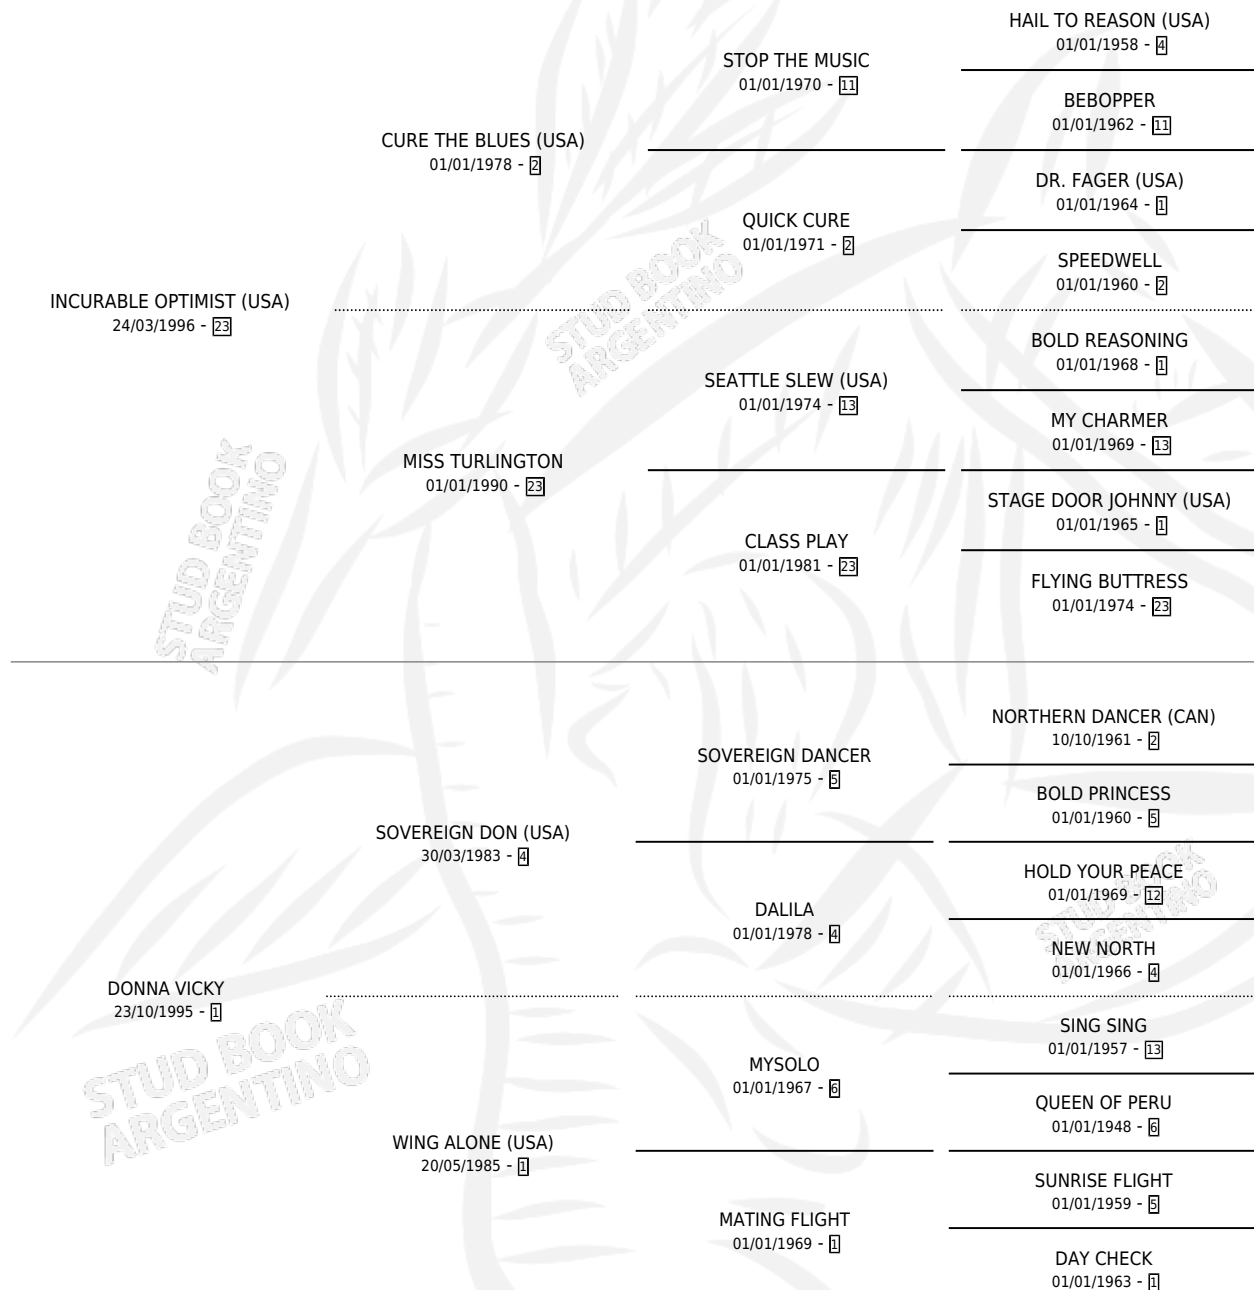 HAIL TO REASON (USA)
01/01/1958 - 4
STOP THE MUSIC
01/01/1970 - 11
BEBOPPER
01/01/1962 - 11
CURE THE BLUES (USA)
01/01/1978 - 2
DR. FAGER (USA)
01/01/1964 - 1
QUICK CURE
01/01/1971 - 2
SPEEDWELL
01/01/1960 - 2
INCURABLE OPTIMIST (USA)
24/03/1996 - 23
BOLD REASONING
01/01/1968 - 1
SEATTLE SLEW (USA)
01/01/1974 - 13
MY CHARMER
01/01/1969 - 13
MISS TURLINGTON
01/01/1990 - 23
STAGE DOOR JOHNNY (USA)
01/01/1965 - 1
CLASS PLAY
01/01/1981 - 23
FLYING BUTTRESS
01/01/1974 - 23
NORTHERN DANCER (CAN)
10/10/1961 - 2
SOVEREIGN DANCER
01/01/1975 - 5
BOLD PRINCESS
01/01/1960 - 5
SOVEREIGN DON (USA)
30/03/1983 - 4
HOLD YOUR PEACE
01/01/1969 - 12
DALILA
01/01/1978 - 4
NEW NORTH
01/01/1966 - 4
DONNA VICKY
23/10/1995 - 1
SING SING
01/01/1957 - 13
MYSOLO
01/01/1967 - 6
QUEEN OF PERU
01/01/1948 - 6
WING ALONE (USA)
20/05/1985 - 1
SUNRISE FLIGHT
01/01/1959 - 5
MATING FLIGHT
01/01/1969 - 1
DAY CHECK
01/01/1963 - 1
STUD BOOK
ARGENTINO
STUD BOOK
ARGENTINO
STUD BOOK
ARGENTINO
STUD BOOK
ARGENTINO